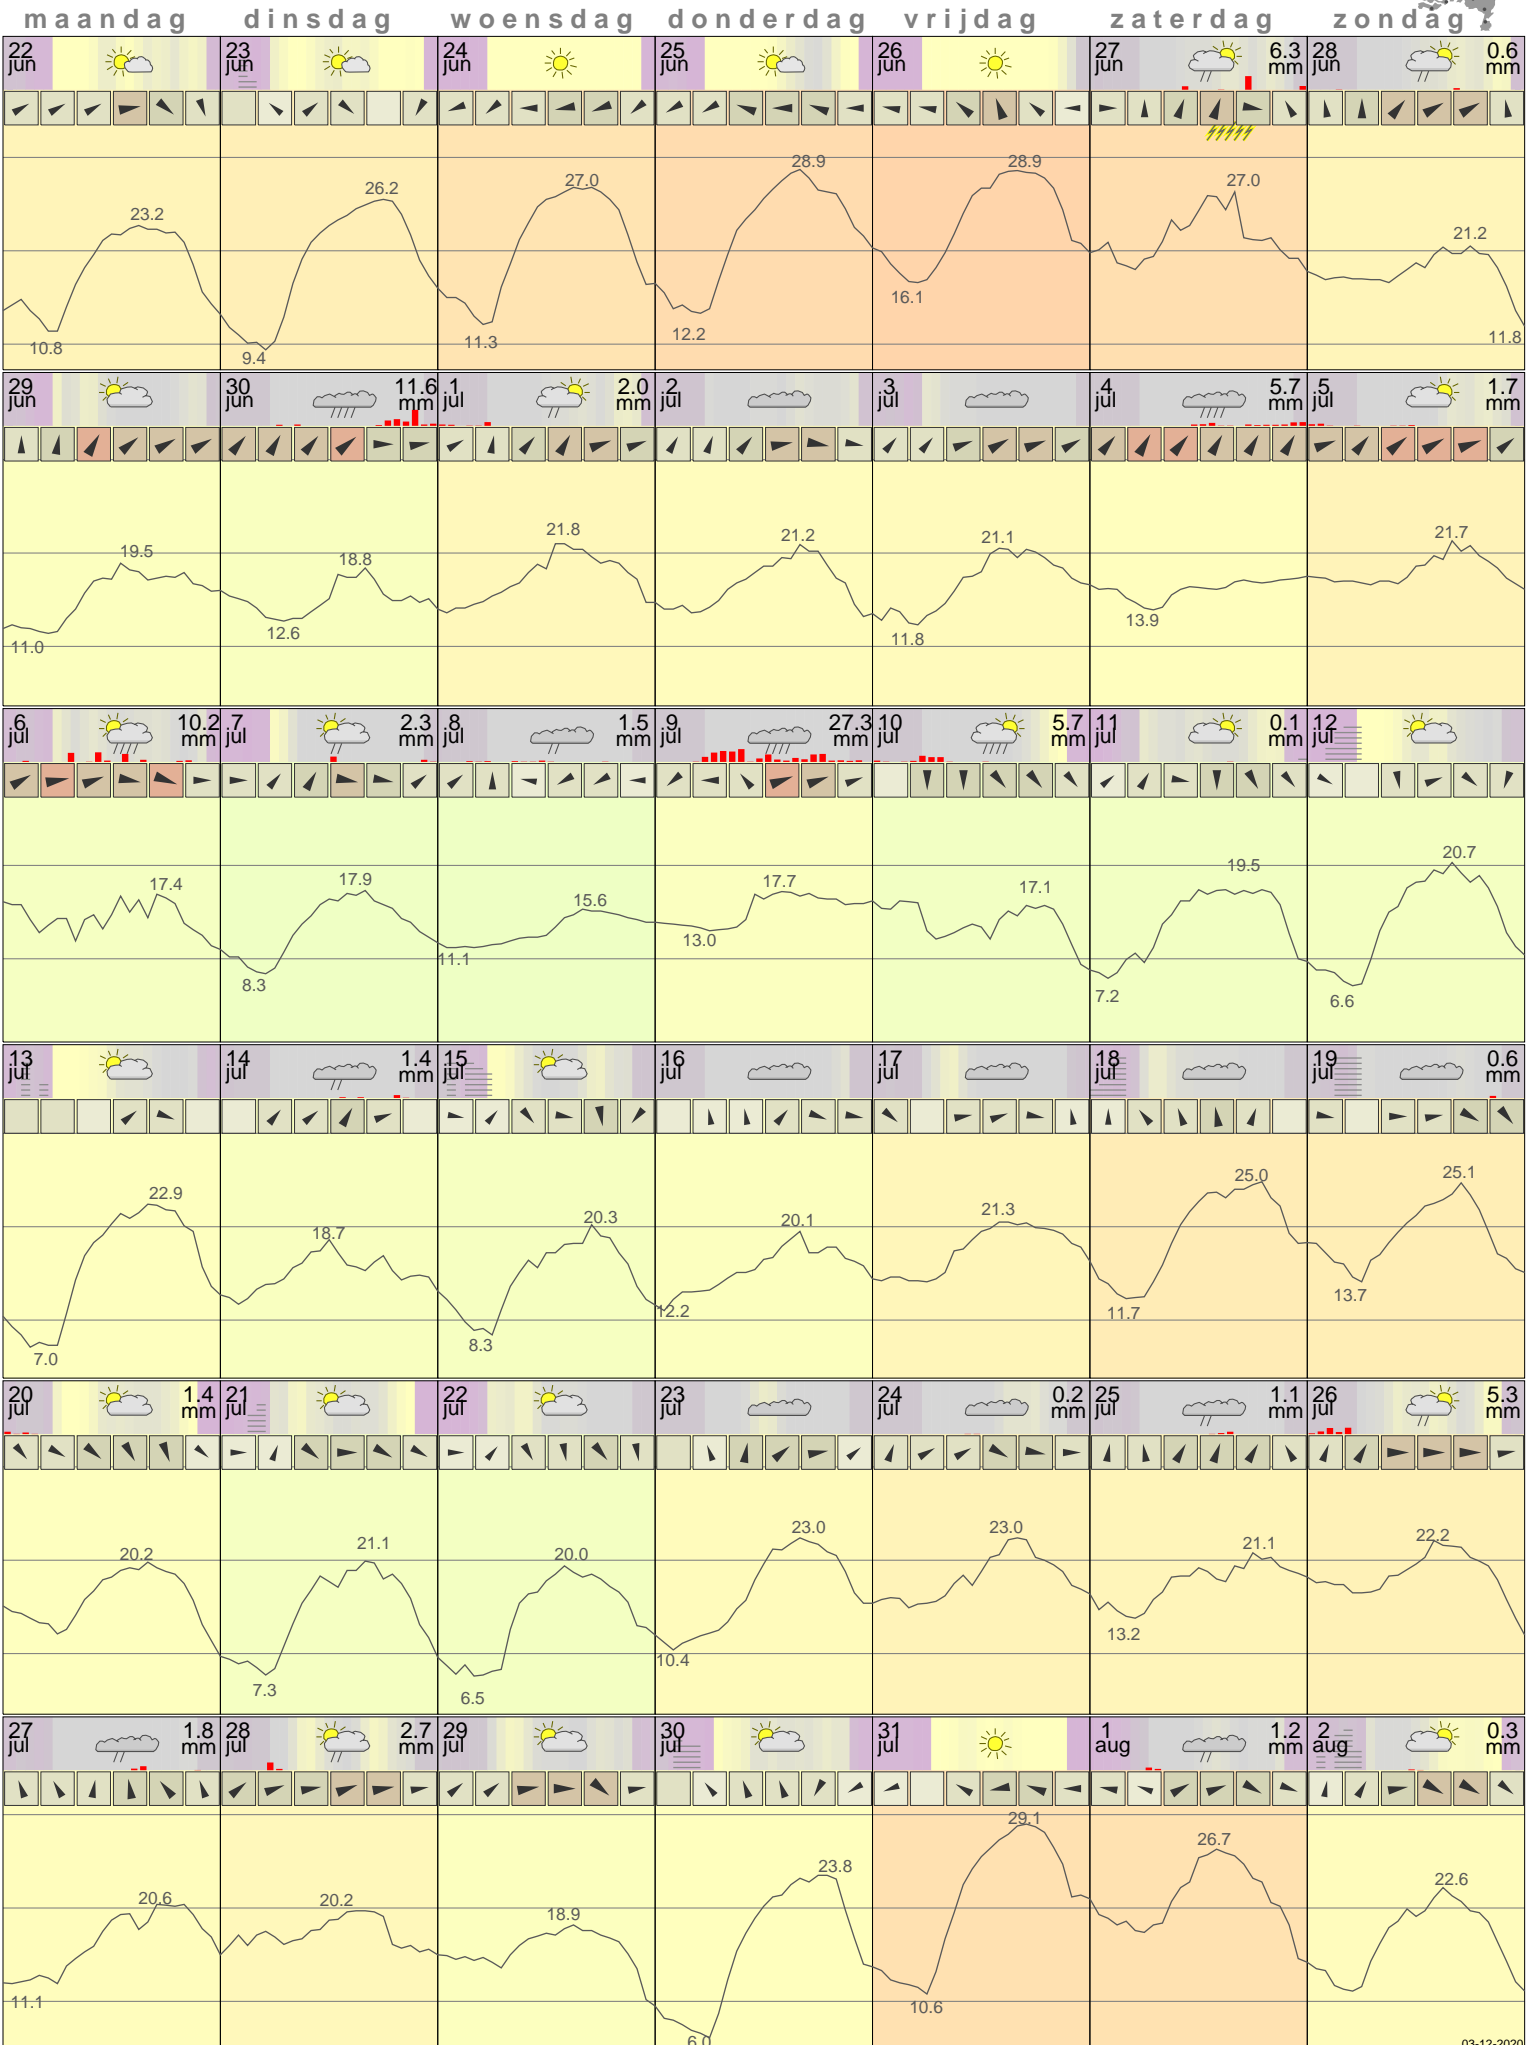 maandag dinsdag woensdag donderdag vrijdag zaterdag zondag
22 23 24 25 26 27 6.3 28 0.6
jun jun jun jun jun jun mm jun mm
28.9 28.9
26.2 27.0 27.0
23.2
21.2
16.1
10.8 9.4 11.3 12.2 11.8
29 30 11.6 .1 2.0 .2 .3 .4 5.7 .5 1.7
jun jun mm jul mm jul jul jul mm jul mm
19.5 18.8 21.8 21.2 21.1 21.7
11.0 12.6 11.8 13.9
.6 10.2 .7 2.3 .8 1.5 .9 27.3 10 5.7 11 0.1 12
jul mm jul mm jul mm jul mm jul mm jul mm jul
17.4 17.9 15.6 17.7 17.1 19.5 20.7
8.3 11.1 13.0 7.2 6.6
13 14 1.4 15 16 17 18 19 0.6
jul jul mm jul jul jul jul jul mm
22.9 18.7 20.3 20.1 21.3 25.0 25.1
7.0 8.3 12.2 11.7 13.7
20 1.4 21 22 23 24 0.2 25 1.1 26 5.3
jul mm jul jul jul jul mm jul mm jul mm
20.2 21.1 20.0 23.0 23.0 21.1 22.2
7.3 6.5 10.4 13.2
27 1.8 28 2.7 29 30 31 1 1.2 2 0.3
jul mm jul mm jul jul jul aug mm aug mm
20.6 20.2 18.9 23.8 29.1 26.7 22.6
11.1 6.0 10.6
03-12-2020